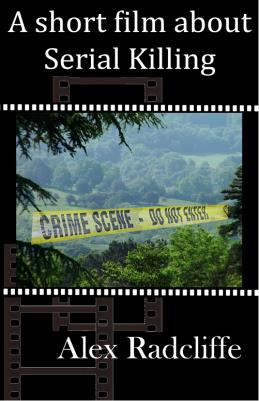 A short film about
Serial Killing
CRIME SCENE - DO NOT ENTER
Alex Radcliffe